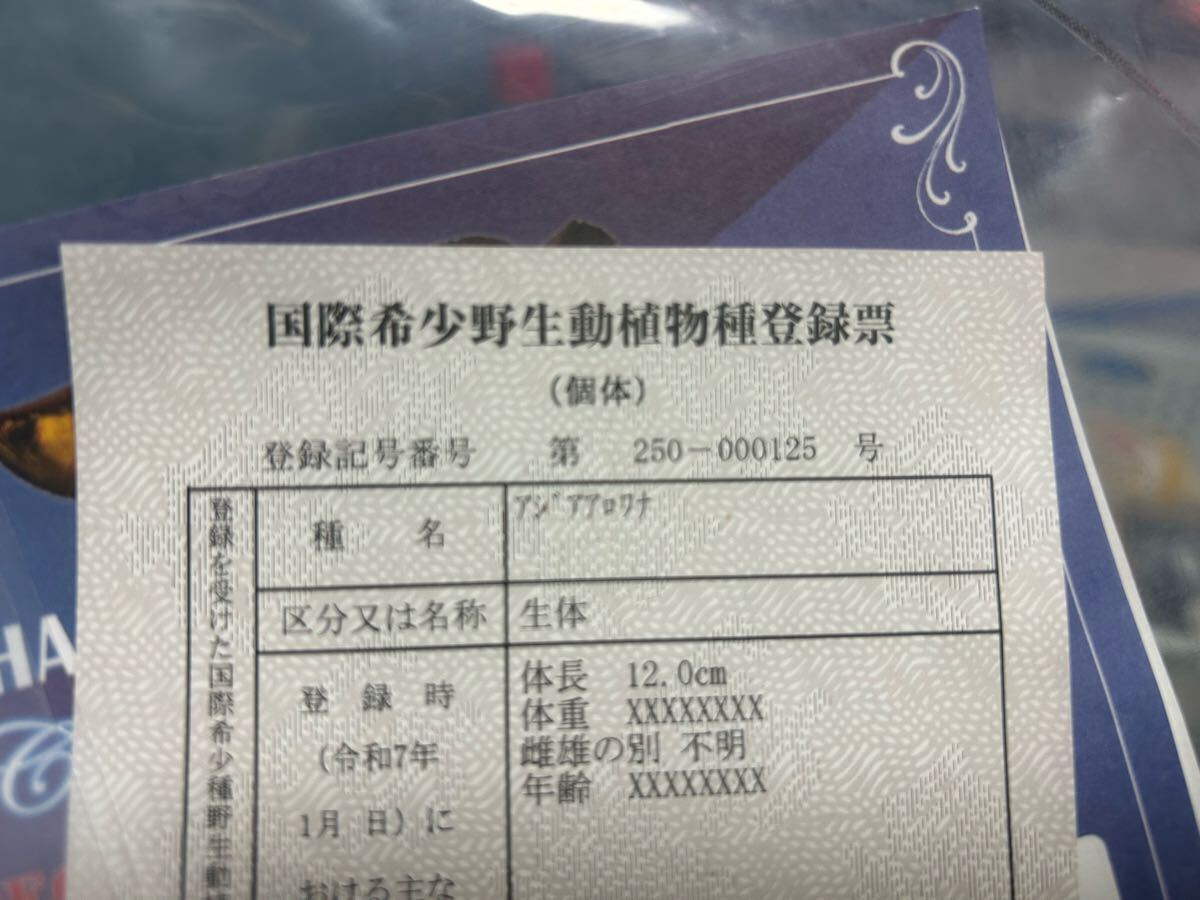 国際希少野生動植物種登録票
（個体）
登録記号番号 第 250－000125 号
登録を受けた国際希少種野生動
種 名
ｱｼﾞｱｱﾛﾜﾅ
区分又は名称
生体
登 録 時
（令和7年
1月 日）に
おける主な
体長 12.0cm
体重 XXXXXXXX
雌雄の別 不明
年齢 XXXXXXXX
HA